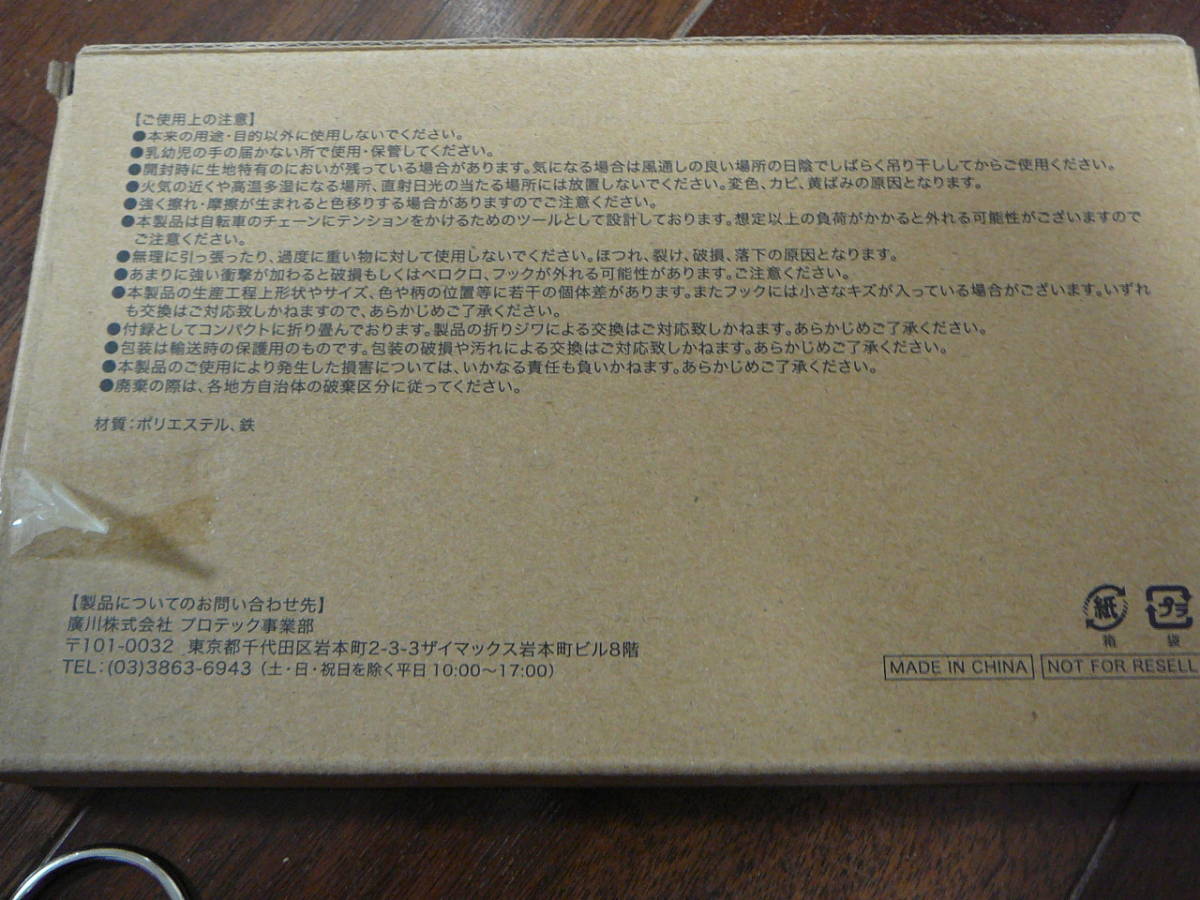 【ご使用上の注意】
●本来の用途・目的以外に使用しないでください。
●乳幼児の手の届かない所で使用・保管してください。
●開封時に生地特有のにおいが残っている場合があります。気になる場合は風通しの良い場所の日陰でしばらく吊り干ししてからご使用ください。
●火気の近くや高温多湿になる場所、直射日光の当たる場所には放置しないでください。変色、カビ、黄ばみの原因となります。
●強く擦れ・摩擦が生まれると色移りする場合がありますのでご注意ください。
●本製品は自転車のチェーンにテンションをかけるためのツールとして設計しております。想定以上の負荷がかかると外れる可能性がございますので
ご注意ください。
●無理に引っ張ったり、過度に重い物に対して使用しないでください。ほつれ、裂け、破損、落下の原因となります。
●あまりに強い衝撃が加わると破損もしくはベロクロ、フックが外れる可能性があります。ご注意ください。
●本製品の生産工程上形状やサイズ、色や柄の位置等に若干の個体差があります。またフックには小さなキズが入っている場合がございます。いずれ
も交換はご対応致しかねますので、あらかじめご了承ください。
●付録としてコンパクトに折り畳んでおります。製品の折りジワによる交換はご対応致しかねます。あらかじめご了承ください。
●包装は輸送時の保護用のものです。包装の破損や汚れによる交換はご対応致しかねます。あらかじめご了承ください。
●本製品のご使用により発生した損害については、いかなる責任も負いかねます。あらかじめご了承ください。
●廃棄の際は、各地方自治体の破棄区分に従ってください。
材質：ポリエステル、鉄
【製品についてのお問い合わせ先】
廣川株式会社 プロテック事業部
〒101-0032 東京都千代田区岩本町2-3-3ザイマックス岩本町ビル8階
TEL：(03)3863-6943（土・日・祝日を除く平日10:00～17:00）
紙 プラ
箱 袋
MADE IN CHINA NOT FOR RESELL